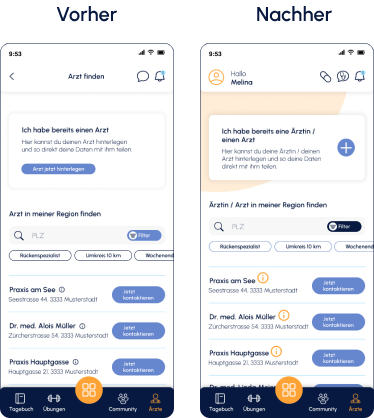 Vorher
Nachher
9:53
Arzt finden
Ich habe bereits einen Arzt
Hier kannst du deinen Arzt hinterlegen
und so direkt deine Daten mit ihm teilen.
Arzt jetzt hinterlegen
Arzt in meiner Region finden
PLZ
Filter
Rückenspezialist
Umkreis 10 km
Wochenend
Praxis am See
Seestrasse 44, 3333 Musterstadt
Jetzt
kontaktieren
Dr. med. Alois Müller
Zürcherstrasse 54, 3333 Musterstadt
Jetzt
kontaktieren
Praxis Hauptgasse
Hauptgasse 21, 3333 Musterstadt
Jetzt
kontaktieren
Tagebuch
Übungen
Community
Ärzte
9:53
Hallo
Melina
Ich habe bereits eine Ärztin /
einen Arzt
Hier kannst du deine Ärztin / deinen
Arzt hinterlegen und so deine Daten
direkt mit ihm teilen.
Ärztin / Arzt in meiner Region finden
PLZ
Filter
Rückenspezialist
Umkreis 10 km
Wochenend
Praxis am See
Seestrasse 44, 3333 Musterstadt
Jetzt
kontaktieren
Dr. med. Alois Müller
Zürcherstrasse 54, 3333 Musterstadt
Jetzt
kontaktieren
Praxis Hauptgasse
Hauptgasse 21, 3333 Musterstadt
Jetzt
kontaktieren
Tagebuch
Übungen
Community
Ärzte